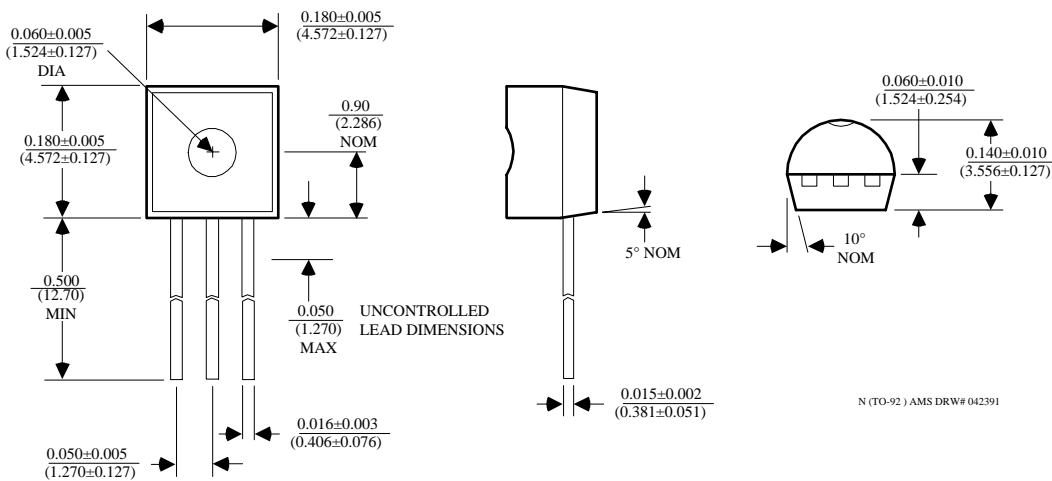 0.180±0.005
(4.572±0.127)
0.060±0.005
(1.524±0.127)
DIA
0.180±0.005
(4.572±0.127)
0.90
(2.286)
NOM
0.500
(12.70)
MIN
0.050
(1.270)
MAX
UNCONTROLLED
LEAD DIMENSIONS
0.016±0.003
(0.406±0.076)
0.050±0.005
(1.270±0.127)
5° NOM
0.015±0.002
(0.381±0.051)
0.060±0.010
(1.524±0.254)
0.140±0.010
(3.556±0.127)
10°
NOM
N (TO-92 ) AMS DRW# 042391